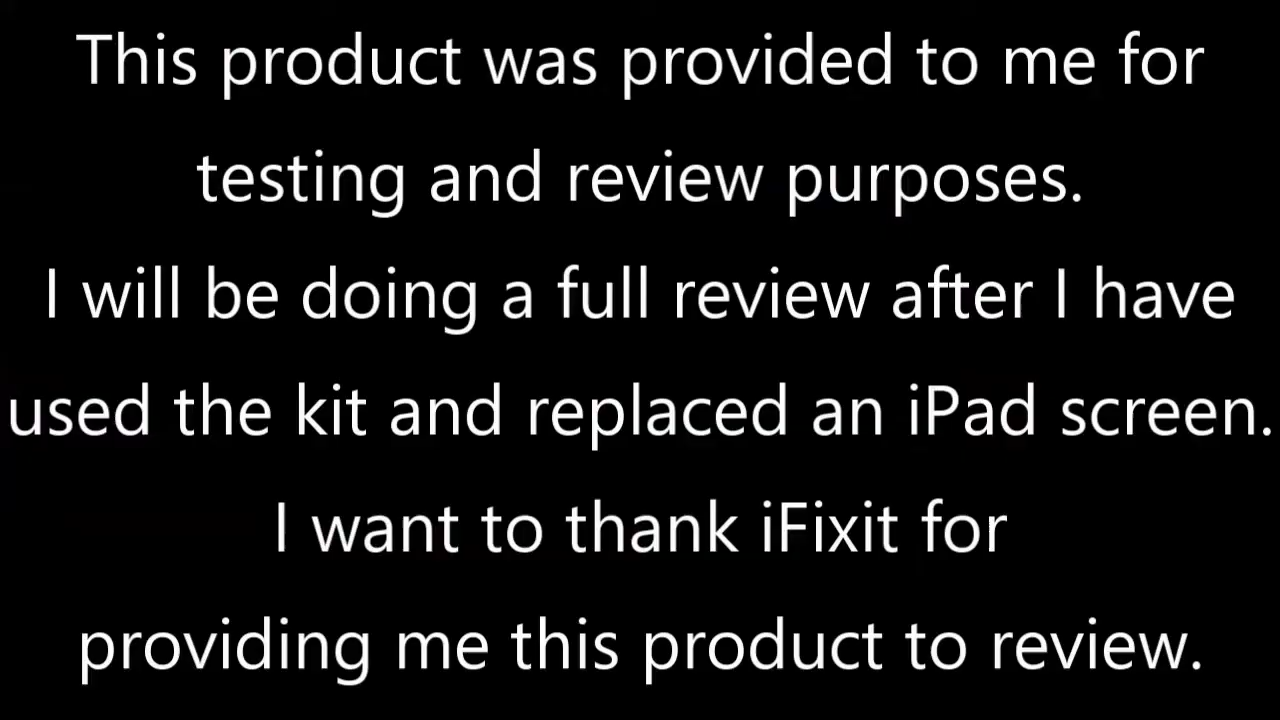 This product was provided to me for
testing and review purposes.
I will be doing a full review after I have
used the kit and replaced an iPad screen.
I want to thank iFixit for
providing me this product to review.